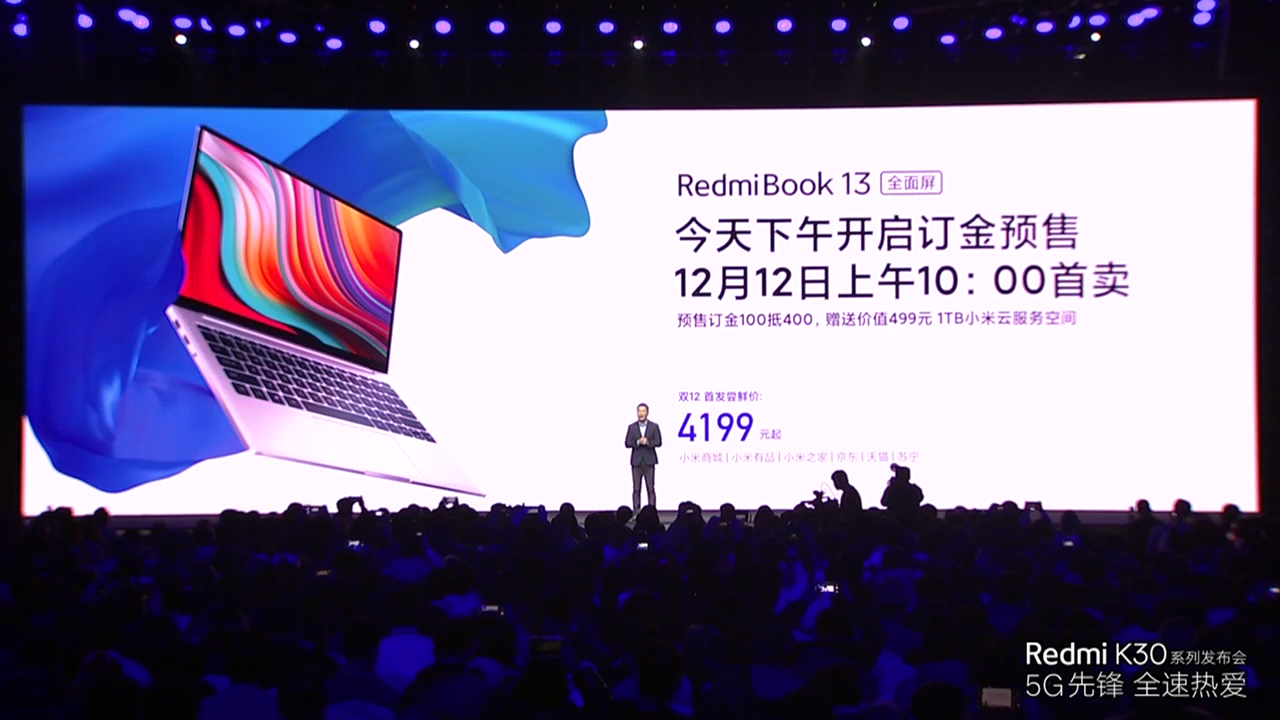 RedmiBook 13 全面屏
今天下午开启订金预售
12月12日上午10：00首卖
预售订金100抵400，赠送价值499元 1TB小米云服务空间
双12 首发尝鲜价:
4199 元起
小米商城 | 小米有品 | 小米之家 | 京东 | 天猫 | 苏宁
Redmi K30 系列发布会
5G先锋 全速热爱